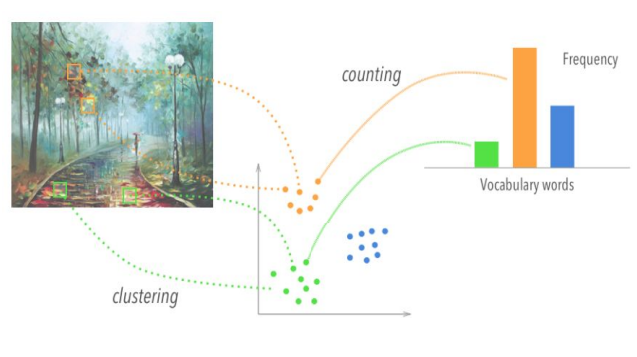 counting
Frequency
Vocabulary words
clustering